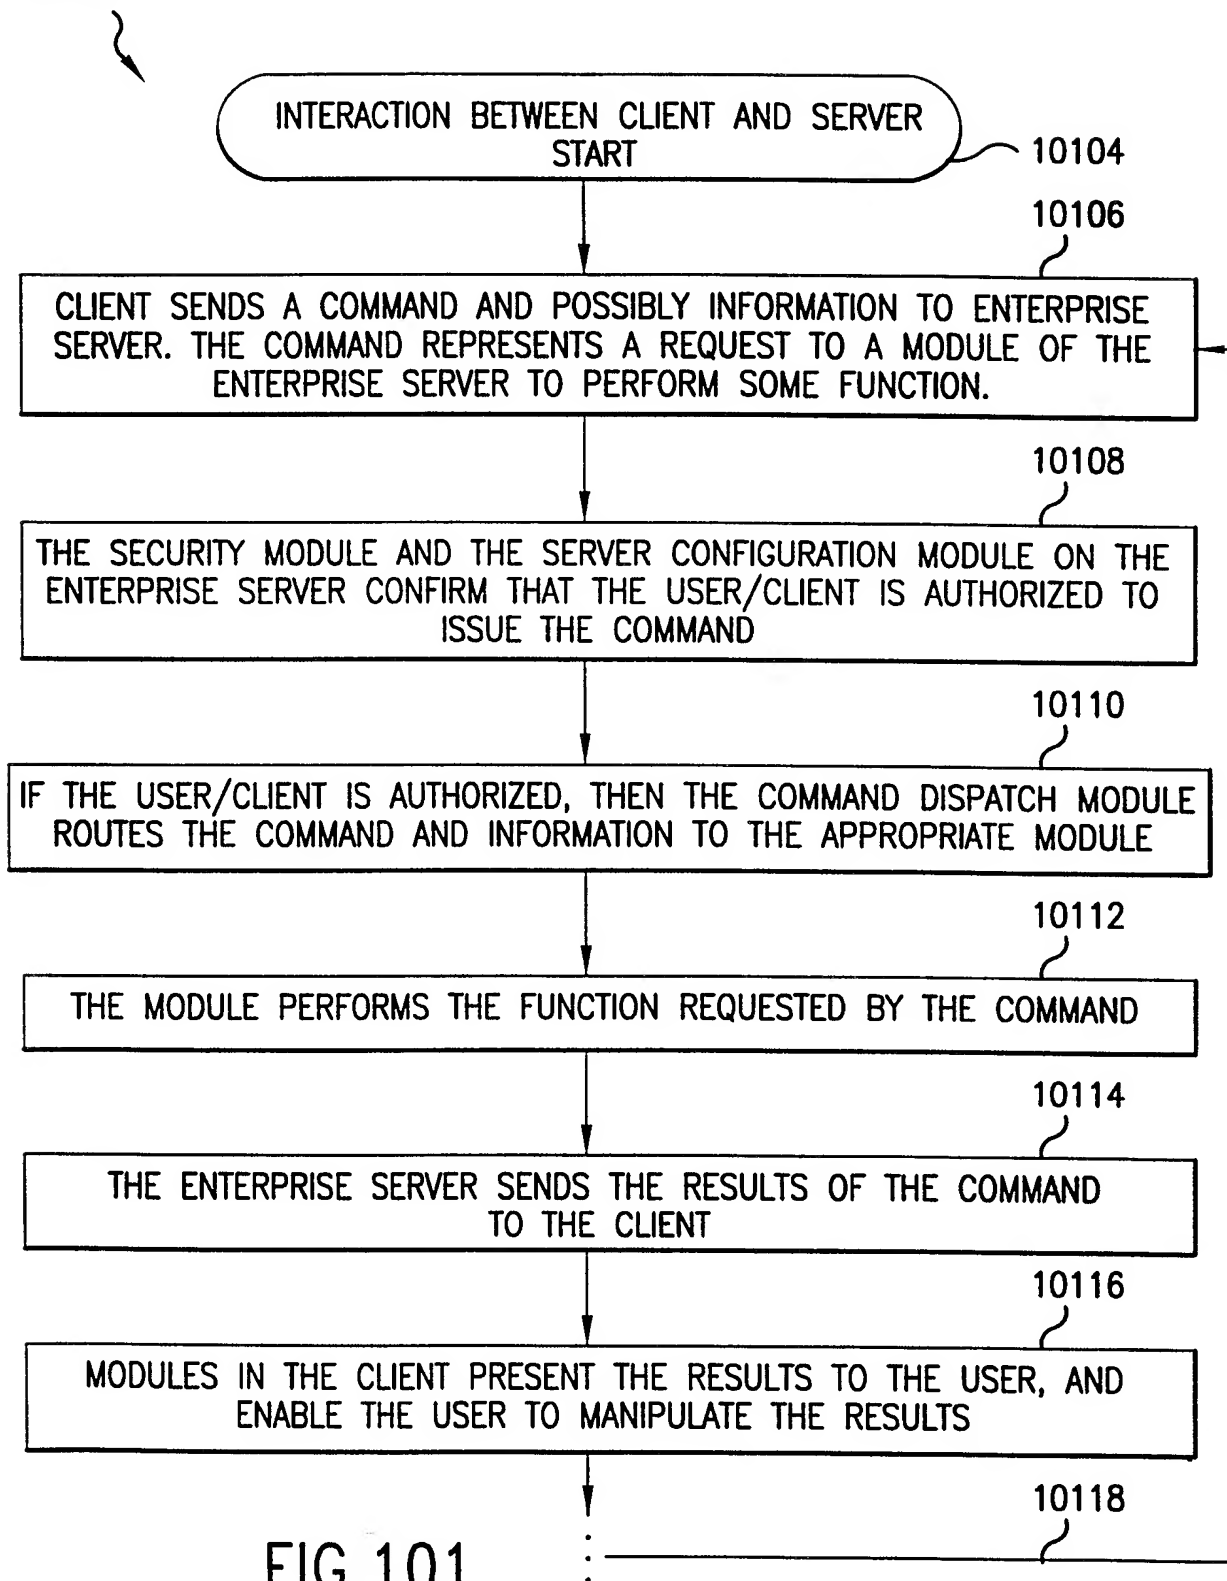 INTERACTION BETWEEN CLIENT AND SERVER
START
10104
10106
CLIENT SENDS A COMMAND AND POSSIBLY INFORMATION TO ENTERPRISE
SERVER. THE COMMAND REPRESENTS A REQUEST TO A MODULE OF THE
ENTERPRISE SERVER TO PERFORM SOME FUNCTION.
10108
THE SECURITY MODULE AND THE SERVER CONFIGURATION MODULE ON THE
ENTERPRISE SERVER CONFIRM THAT THE USER/CLIENT IS AUTHORIZED TO
ISSUE THE COMMAND
10110
IF THE USER/CLIENT IS AUTHORIZED, THEN THE COMMAND DISPATCH MODULE
ROUTES THE COMMAND AND INFORMATION TO THE APPROPRIATE MODULE
10112
THE MODULE PERFORMS THE FUNCTION REQUESTED BY THE COMMAND
10114
THE ENTERPRISE SERVER SENDS THE RESULTS OF THE COMMAND
TO THE CLIENT
10116
MODULES IN THE CLIENT PRESENT THE RESULTS TO THE USER, AND
ENABLE THE USER TO MANIPULATE THE RESULTS
10118
FIG 101